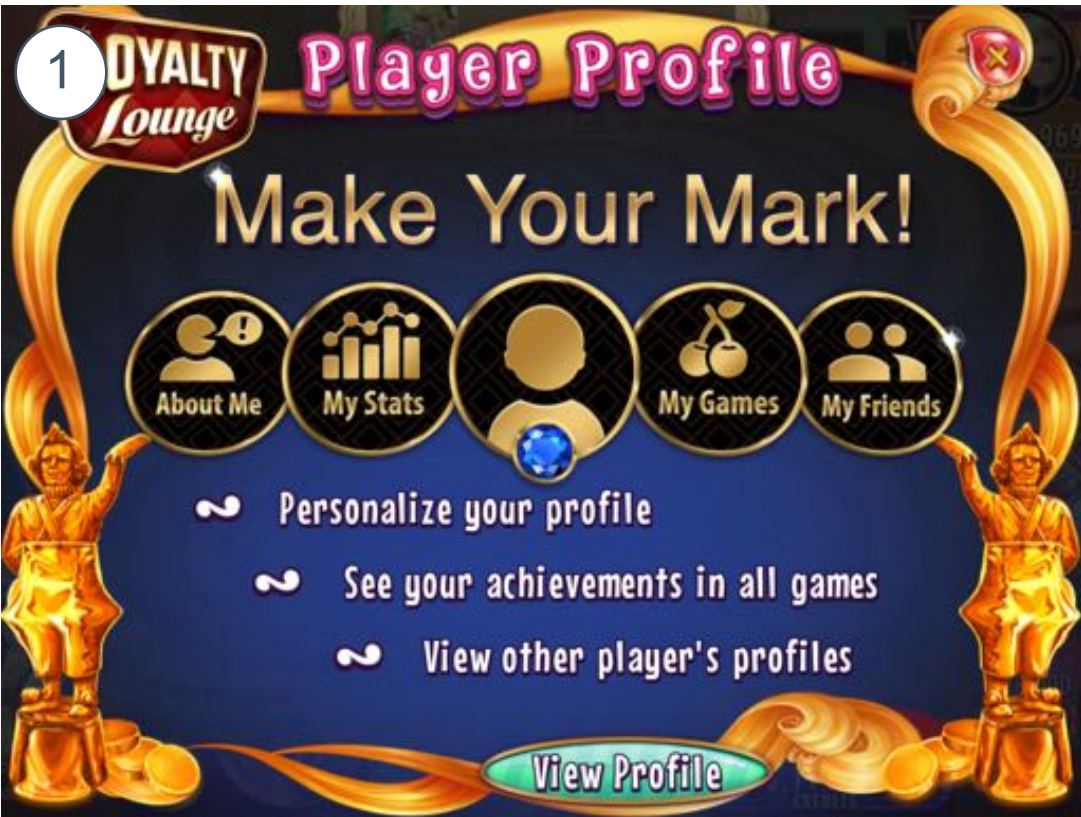 1
OYALTY
Lounge
Player Profile
Make Your Mark!
About Me
My Stats
My Games
My Friends
Personalize your profile
See your achievements in all games
View other player's profiles
View Profile